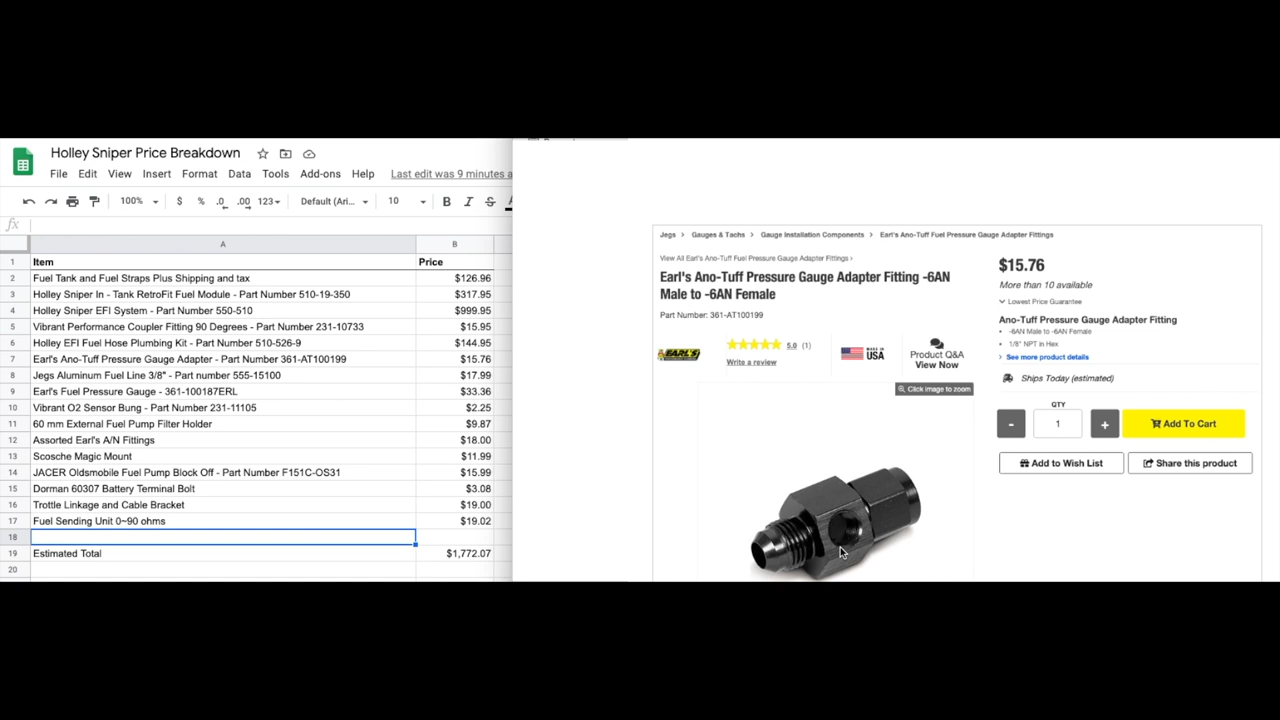 Holley Sniper Price Breakdown
File Edit View Insert Format Data Tools Add-ons Help Last edit was 9 minutes a
100% $ % .0 .00 123 Default (Ari... 10 B I S A
fx
A B
1 Item Price
2 Fuel Tank and Fuel Straps Plus Shipping and tax $126.96
3 Holley Sniper In - Tank RetroFit Fuel Module - Part Number 510-19-350 $317.95
4 Holley Sniper EFI System - Part Number 550-510 $999.95
5 Vibrant Performance Coupler Fitting 90 Degrees - Part Number 231-10733 $15.95
6 Holley EFI Fuel Hose Plumbing Kit - Part Number 510-526-9 $144.95
7 Earl's Ano-Tuff Pressure Gauge Adapter - Part Number 361-AT100199 $15.76
8 Jegs Aluminum Fuel Line 3/8" - Part number 555-15100 $17.99
9 Earl's Fuel Pressure Gauge - 361-100187ERL $33.36
10 Vibrant O2 Sensor Bung - Part Number 231-11105 $2.25
11 60 mm External Fuel Pump Filter Holder $9.87
12 Assorted Earl's A/N Fittings $18.00
13 Scosche Magic Mount $11.99
14 JACER Oldsmobile Fuel Pump Block Off - Part Number F151C-OS31 $15.99
15 Dorman 60307 Battery Terminal Bolt $3.08
16 Trottle Linkage and Cable Bracket $19.00
17 Fuel Sending Unit 0~90 ohms $19.02
18
19 Estimated Total $1,772.07
20
Jegs > Gauges & Tachs > Gauge Installation Components > Earl's Ano-Tuff Fuel Pressure Gauge Adapter Fittings
View All Earl's Ano-Tuff Fuel Pressure Gauge Adapter Fittings ›
Earl's Ano-Tuff Pressure Gauge Adapter Fitting -6AN
Male to -6AN Female
Part Number: 361-AT100199
EARL'S
5.0 (1)
Write a review
MADE IN
USA
Product Q&A
View Now
Click image to zoom
$15.76
More than 10 available
Lowest Price Guarantee
Ano-Tuff Pressure Gauge Adapter Fitting
• -6AN Male to -6AN Female
• 1/8" NPT in Hex
> See more product details
Ships Today (estimated)
QTY
- 1 + Add To Cart
Add to Wish List Share this product